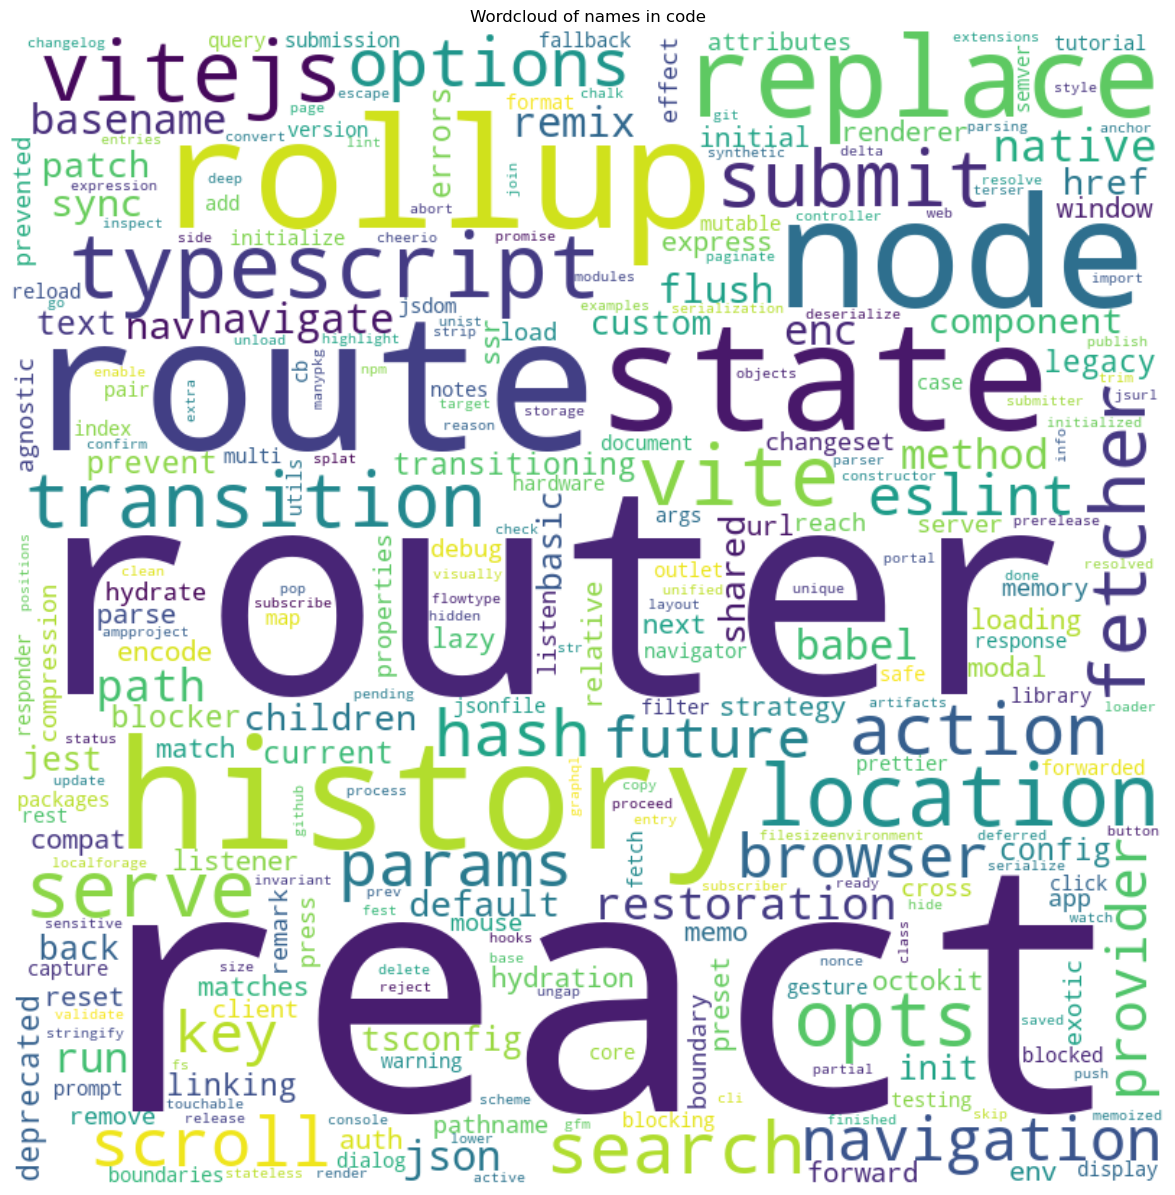 Wordcloud of names in code
changelog
query
submission
fallback
attributes
extensions
tutorial
vitejs
options
replace
effect
semver
style
escape
chalk
basename
page
format
remix
git
entries
convert
version
lint
errors
initial
renderer
parsing
anchor
native
prevented
patch
rollup
join
submit
synthetic
delta
resolve
terser
href
expression
deep
sync
add
abort
inspect
mutable
controller
web
window
node
side
initialize
cheerio
promise
express
paginate
typescript
modules
flush
import
reload
go
jsdom
examples
serialization
text
nav
navigate
unist
strip
ssr
load
custom
enc
deserialize
component
unload
highlight
publish
route
state
agnostic
enable
pair
extra
cb
manypkg
npm
notes
target
storage
objects
case
legacy
trim
submitter
jsurl
index
confirm
reason
initialized
prevent
multi
splat
document
changeset
method
info
fetcher
utils
transitioning
hardware
vite
parser
constructor
eslint
transition
basic
args
shared
url
reach
server
prerelease
positions
check
router
clean
pop
properties
debug
visually
outlet
unified
portal
done
resolved
hydrate
subscribe
flowtype
unique
memory
compression
parse
map
hidden
layout
ampproject
listen
relative
next
loading
encode
lazy
str
navigator
babel
response
responder
safe
modal
path
pending
library
blocker
children
jsonfile
filter
strategy
artifacts
loader
status
hash
future
action
jest
match
current
prettier
forwarded
update
history
graphql
location
packages
github
process
copy
proceed
entry
rest
compat
filesizeenvironment
deferred
button
localforage
listener
params
fetch
browser
serialize
config
provider
invariant
serve
prev
subscriber
ready
cross
click
app
fest
default
restoration
hide
watch
sensitive
remark
press
mouse
memo
class
back
hooks
react
capture
size
delete
base
hydration
nonce
reset
matches
reject
ungap
gesture
octokit
exotic
validate
client
boundary
preset
opts
saved
stringify
key
tsconfig
core
deprecated
run
fs
warning
partial
init
blocked
push
prompt
linking
scheme
cli
testing
touchable
remove
release
console
pathname
gfm
blocking
finished
skip
memoized
scroll
auth
lower
search
navigation
dialog
json
boundaries
stateless
render
active
forward
env
display